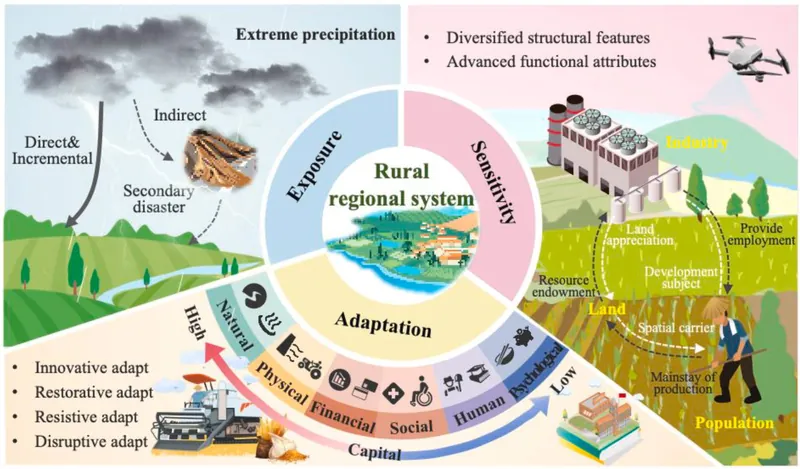 Extreme precipitation
Direct&
Incremental
Indirect
Secondary
disaster
• Diversified structural features
• Advanced functional attributes
Exposure
Sensitivity
Rural
regional system
Industry
Land
appreciation
Provide
employment
Resource
endowment
Development
subject
Land
Spatial carrier
Mainstay of
production
Population
Adaptation
High
Natural
Physical
Financial
Social
Human
Psychological
Low
Capital
• Innovative adapt
• Restorative adapt
• Resistive adapt
• Disruptive adapt